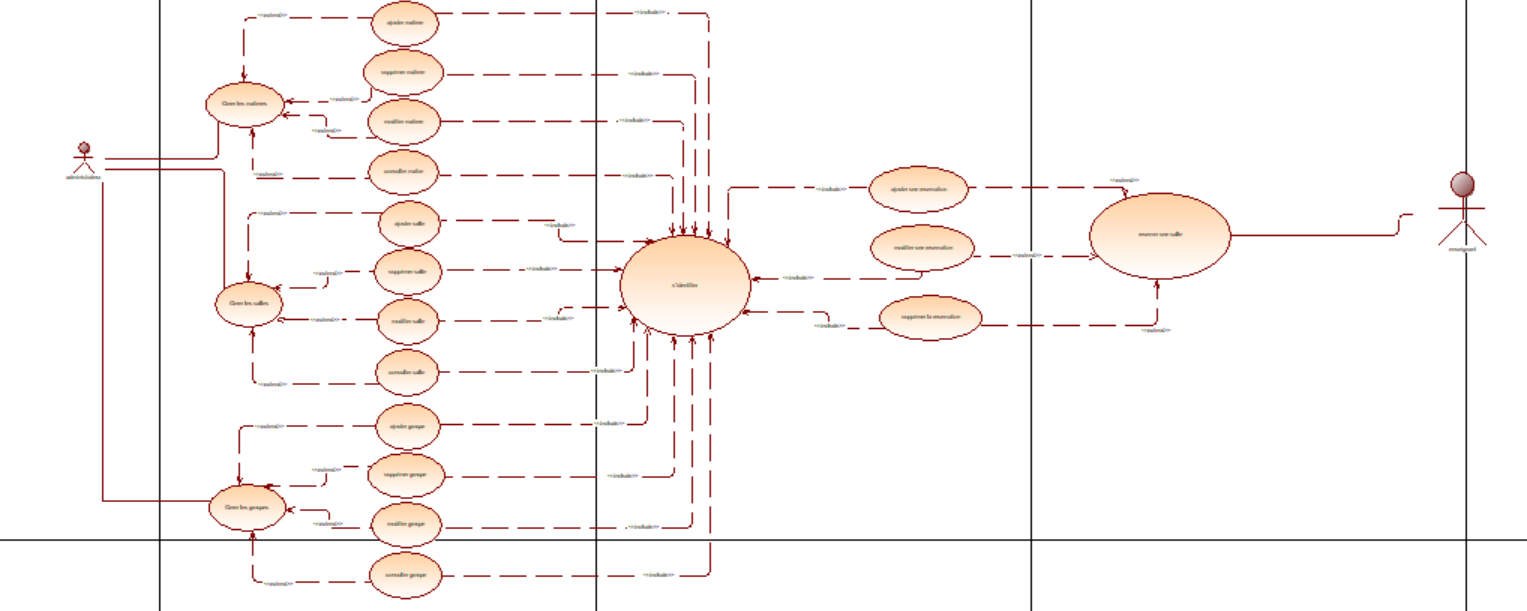 <<extend>>
ajouter matiere
<<include>>
supprimer matiere
<<include>>
Gerer les matieres
<<extend>>
modifier matiere
<<include>>
<<extend>>
<<extend>>
consulter matiere
<<include>>
<<extend>>
ajouter salle
<<include>>
<<extend>>
supprimer salle
<<include>>
Gerer les salles
<<extend>>
modifier salle
<<include>>
<<extend>>
consulter salle
<<include>>
s'identifier
<<include>>
ajouter une reservation
<<extend>>
modifier une reservation
<<include>>
<<extend>>
supprimer la reservation
<<include>>
<<extend>>
reserver une salle
<<extend>>
ajouter groupe
<<include>>
<<extend>>
supprimer groupe
<<include>>
Gerer les groupes
<<extend>>
modifier groupe
<<include>>
<<extend>>
consulter groupe
<<include>>